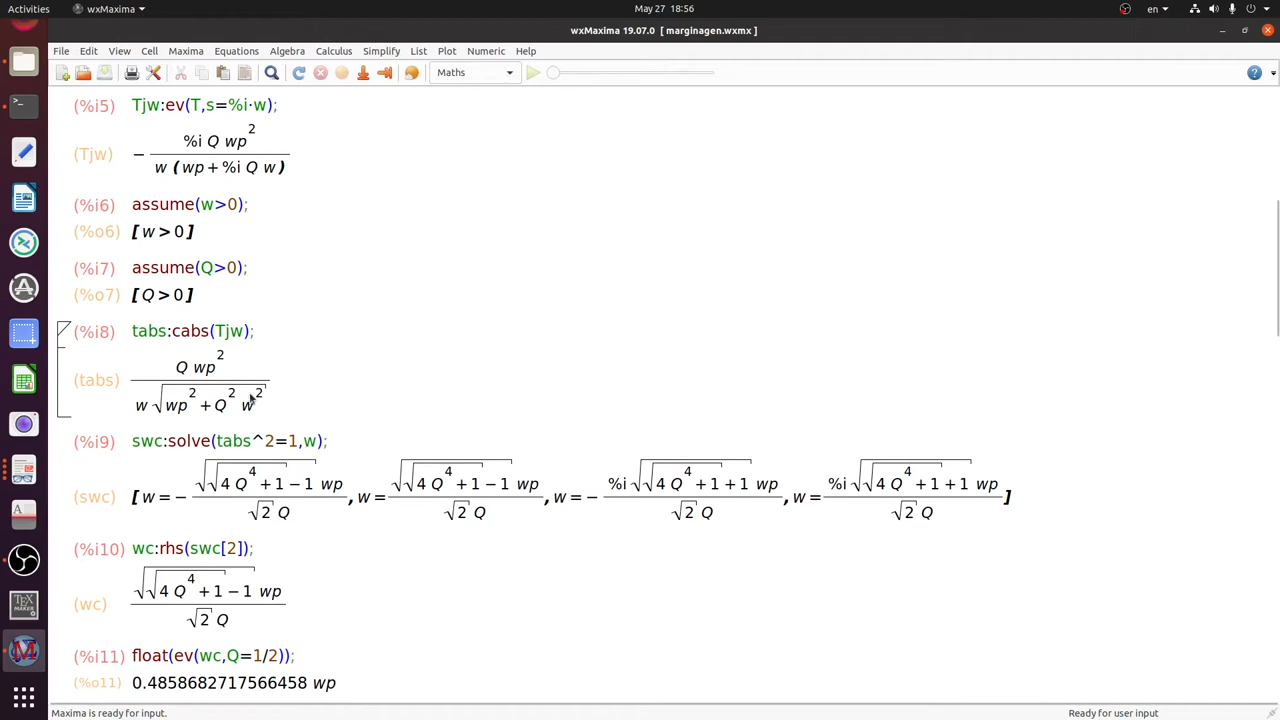 Activities wxMaxima May 27 18:56 en
wxMaxima 19.07.0 [ marginagen.wxmx ]
File Edit View Cell Maxima Equations Algebra Calculus Simplify List Plot Numeric Help
Maths
(%i5) Tjw:ev(T,s=%i·w);
(Tjw) − %i Q wp^2 / w (wp + %i Q w)
(%i6) assume(w>0);
(%o6) [w > 0]
(%i7) assume(Q>0);
(%o7) [Q > 0]
(%i8) tabs:cabs(Tjw);
(tabs) Q wp^2 / w √(wp^2 + Q^2 w^2)
(%i9) swc:solve(tabs^2=1,w);
(swc) [w = − √(√(4 Q^4 + 1) − 1) wp / √2 Q , w = √(√(4 Q^4 + 1) − 1) wp / √2 Q , w = − %i √(√(4 Q^4 + 1) + 1) wp / √2 Q , w = %i √(√(4 Q^4 + 1) + 1) wp / √2 Q ]
(%i10) wc:rhs(swc[2]);
(wc) √(√(4 Q^4 + 1) − 1) wp / √2 Q
(%i11) float(ev(wc,Q=1/2));
(%o11) 0.4858682717566458 wp
Maxima is ready for input. Ready for user input